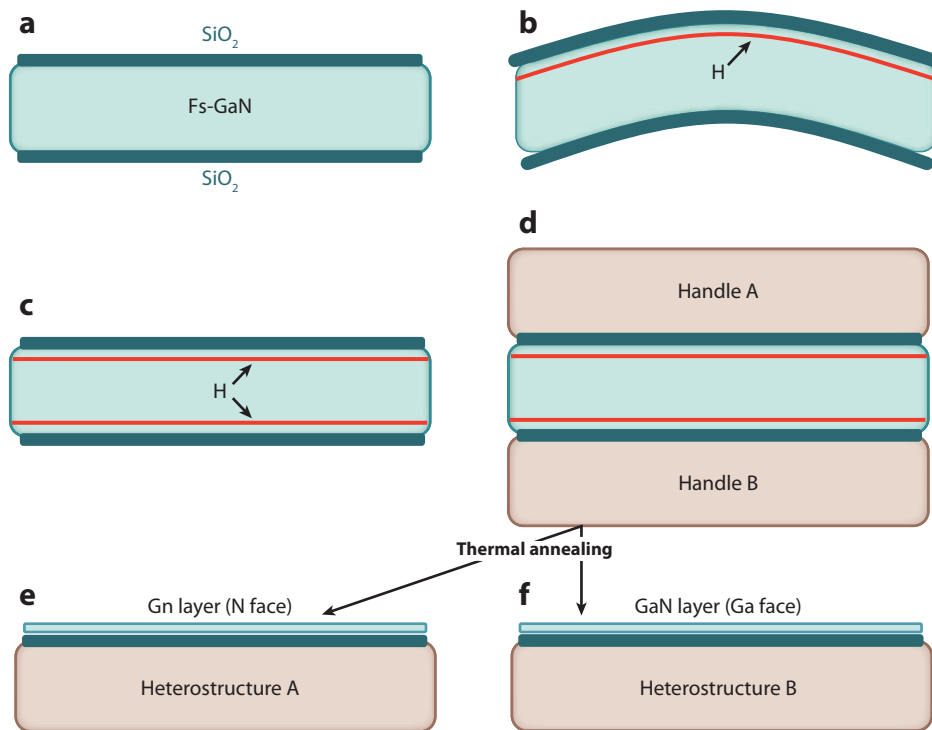 a
SiO₂
Fs-GaN
SiO₂
b
H
c
H
d
Handle A
Handle B
Thermal annealing
e
Gn layer (N face)
Heterostructure A
f
GaN layer (Ga face)
Heterostructure B